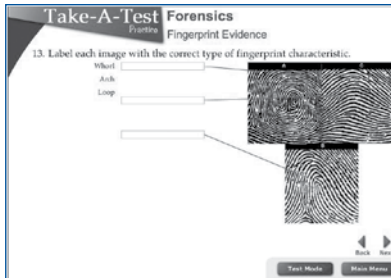 Take-A-Test
Practice
Forensics
Fingerprint Evidence
13. Label each image with the correct type of fingerprint characteristic.
Whorl
Arch
Loop
A
Back
Test Mode
Main Menu